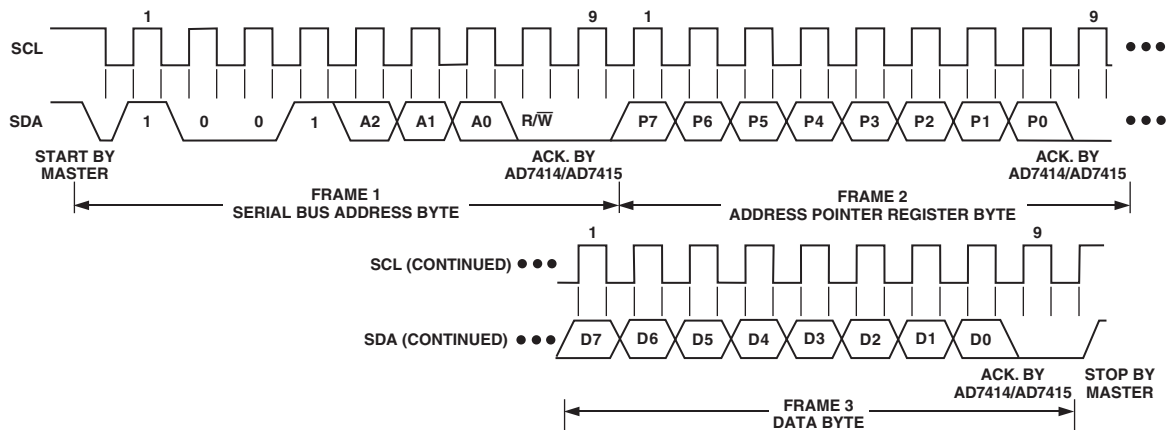 1 9 1 9
SCL
SDA 1 0 0 1 A2 A1 A0 R/W̅ P7 P6 P5 P4 P3 P2 P1 P0
START BY
MASTER
ACK. BY
AD7414/AD7415
ACK. BY
AD7414/AD7415
FRAME 1
SERIAL BUS ADDRESS BYTE
FRAME 2
ADDRESS POINTER REGISTER BYTE
1 9
SCL (CONTINUED)
SDA (CONTINUED) D7 D6 D5 D4 D3 D2 D1 D0
ACK. BY
AD7414/AD7415
STOP BY
MASTER
FRAME 3
DATA BYTE